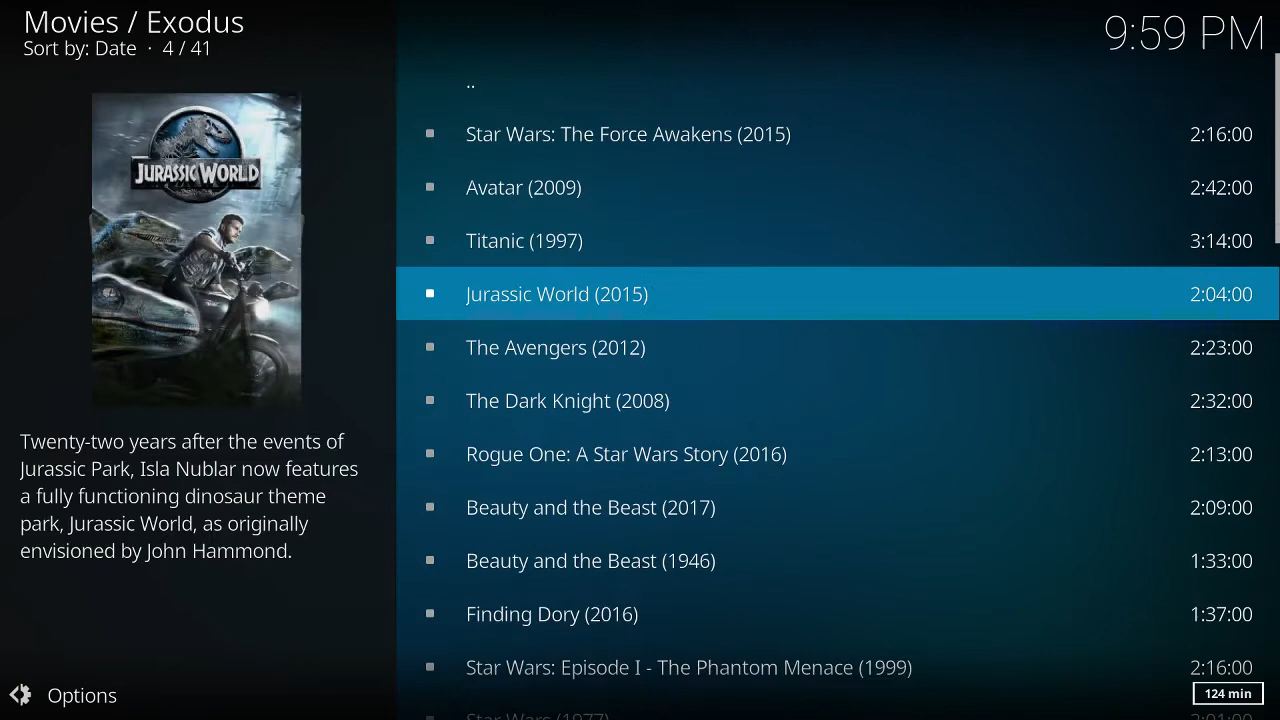 Movies / Exodus
Sort by: Date · 4 / 41
9:59 PM
JURASSIC WORLD
Twenty-two years after the events of
Jurassic Park, Isla Nublar now features
a fully functioning dinosaur theme
park, Jurassic World, as originally
envisioned by John Hammond.
..
Star Wars: The Force Awakens (2015) 2:16:00
Avatar (2009) 2:42:00
Titanic (1997) 3:14:00
Jurassic World (2015) 2:04:00
The Avengers (2012) 2:23:00
The Dark Knight (2008) 2:32:00
Rogue One: A Star Wars Story (2016) 2:13:00
Beauty and the Beast (2017) 2:09:00
Beauty and the Beast (1946) 1:33:00
Finding Dory (2016) 1:37:00
Star Wars: Episode I - The Phantom Menace (1999) 2:16:00
Star Wars (1977) 2:01:00
Options
124 min